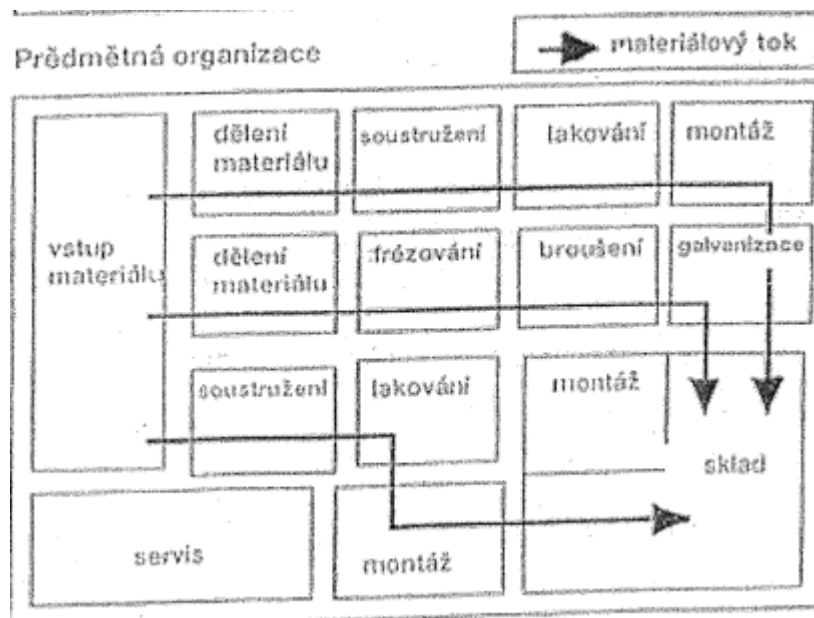 Prědmětná organizace
materiálový tok
dělení
materiálu
soustružení
lakování
montáž
vstup
materiálu
dělení
materiálu
frézování
broušení
galvanizace
soustružení
lakování
montáž
sklad
servis
montáž